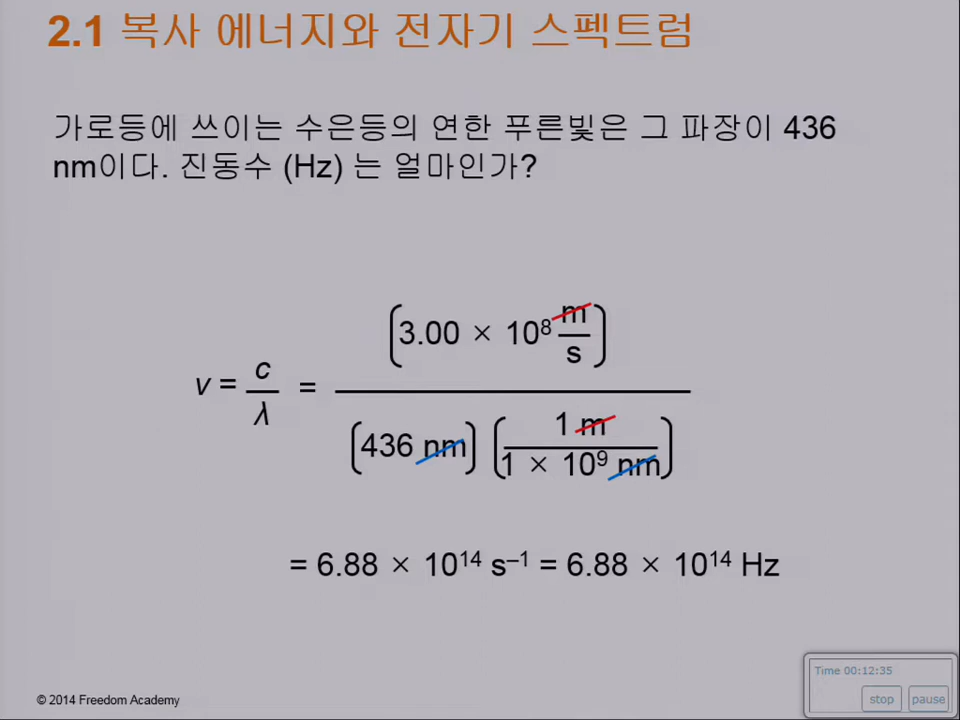 2.1 복사 에너지와 전자기 스펙트럼
가로등에 쓰이는 수은등의 연한 푸른빛은 그 파장이 436
nm이다. 진동수 (Hz) 는 얼마인가?
(3.00 × 10⁸ m/s)
ν = c/λ =
(436 nm) (1 m / 1 × 10⁹ nm)
= 6.88 × 10¹⁴ s⁻¹ = 6.88 × 10¹⁴ Hz
© 2014 Freedom Academy
Time 00:12:35
stop pause